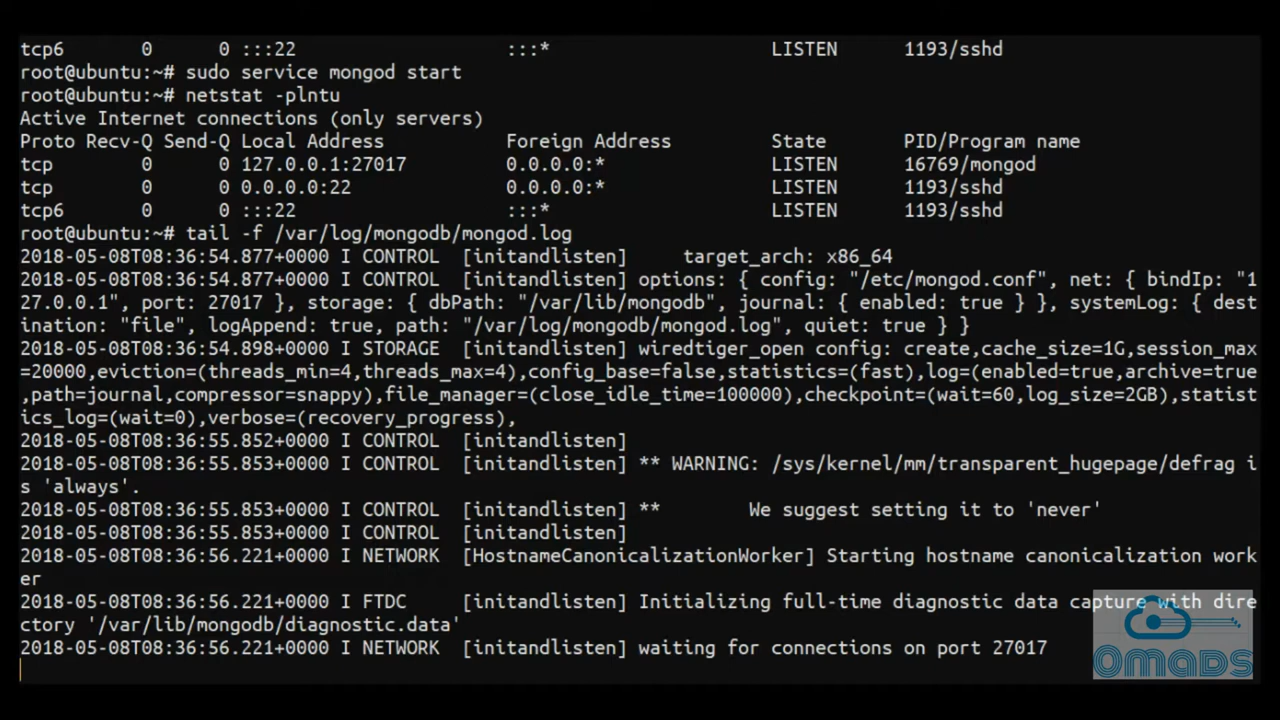 tcp6       0      0 :::22                   :::*                    LISTEN      1193/sshd
root@ubuntu:~# sudo service mongod start
root@ubuntu:~# netstat -plntu
Active Internet connections (only servers)
Proto Recv-Q Send-Q Local Address           Foreign Address         State       PID/Program name
tcp        0      0 127.0.0.1:27017         0.0.0.0:*               LISTEN      16769/mongod
tcp        0      0 0.0.0.0:22              0.0.0.0:*               LISTEN      1193/sshd
tcp6       0      0 :::22                   :::*                    LISTEN      1193/sshd
root@ubuntu:~# tail -f /var/log/mongodb/mongod.log
2018-05-08T08:36:54.877+0000 I CONTROL  [initandlisten]     target_arch: x86_64
2018-05-08T08:36:54.877+0000 I CONTROL  [initandlisten] options: { config: "/etc/mongod.conf", net: { bindIp: "1
27.0.0.1", port: 27017 }, storage: { dbPath: "/var/lib/mongodb", journal: { enabled: true } }, systemLog: { dest
ination: "file", logAppend: true, path: "/var/log/mongodb/mongod.log", quiet: true } }
2018-05-08T08:36:54.898+0000 I STORAGE  [initandlisten] wiredtiger_open config: create,cache_size=1G,session_max
=20000,eviction=(threads_min=4,threads_max=4),config_base=false,statistics=(fast),log=(enabled=true,archive=true
,path=journal,compressor=snappy),file_manager=(close_idle_time=100000),checkpoint=(wait=60,log_size=2GB),statist
ics_log=(wait=0),verbose=(recovery_progress),
2018-05-08T08:36:55.852+0000 I CONTROL  [initandlisten]
2018-05-08T08:36:55.853+0000 I CONTROL  [initandlisten] ** WARNING: /sys/kernel/mm/transparent_hugepage/defrag i
s 'always'.
2018-05-08T08:36:55.853+0000 I CONTROL  [initandlisten] **        We suggest setting it to 'never'
2018-05-08T08:36:55.853+0000 I CONTROL  [initandlisten]
2018-05-08T08:36:56.221+0000 I NETWORK  [HostnameCanonicalizationWorker] Starting hostname canonicalization work
er
2018-05-08T08:36:56.221+0000 I FTDC     [initandlisten] Initializing full-time diagnostic data capture with dire
ctory '/var/lib/mongodb/diagnostic.data'
2018-05-08T08:36:56.221+0000 I NETWORK  [initandlisten] waiting for connections on port 27017
Omads